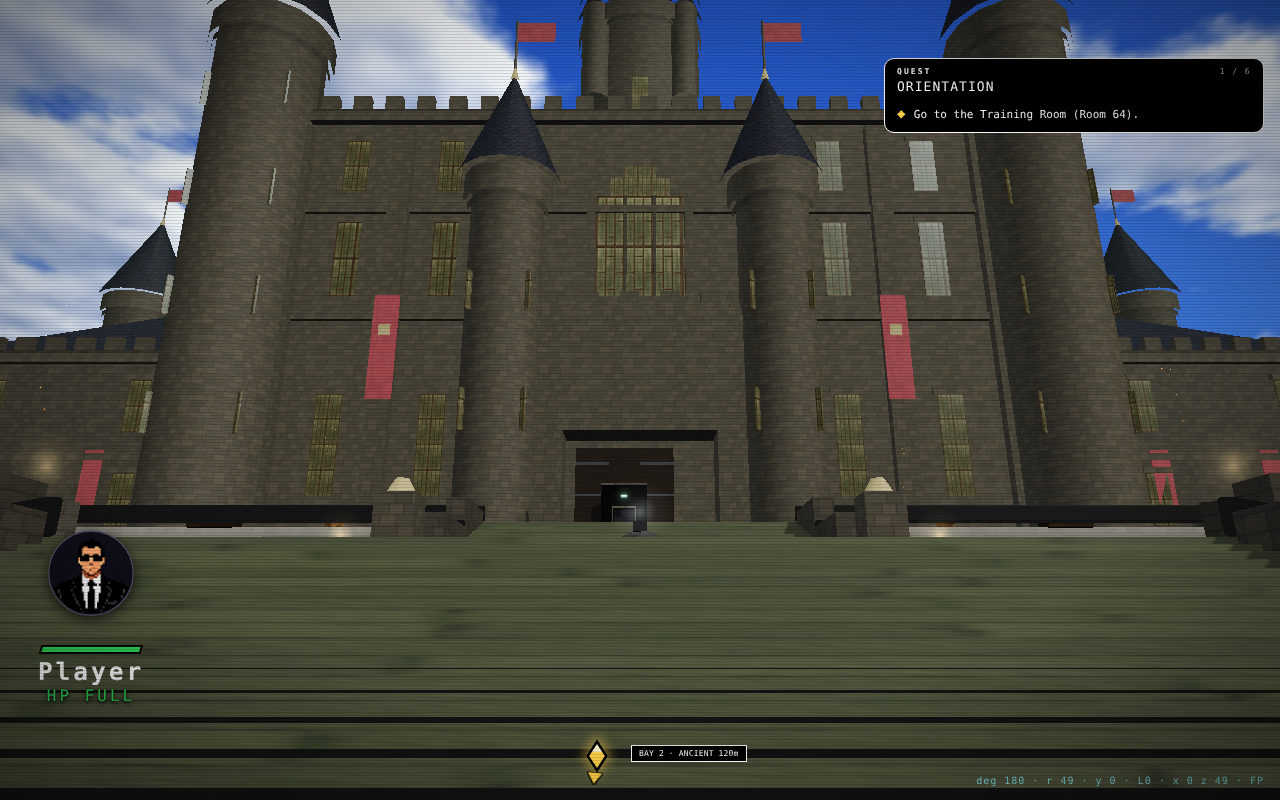 QUEST 1 / 6
ORIENTATION
◆ Go to the Training Room (Room 64).
Player
HP FULL
BAY 2 · ANCIENT 120m
deg 180 · r 49 · y 0 · L0 · x 0 z 49 · FP